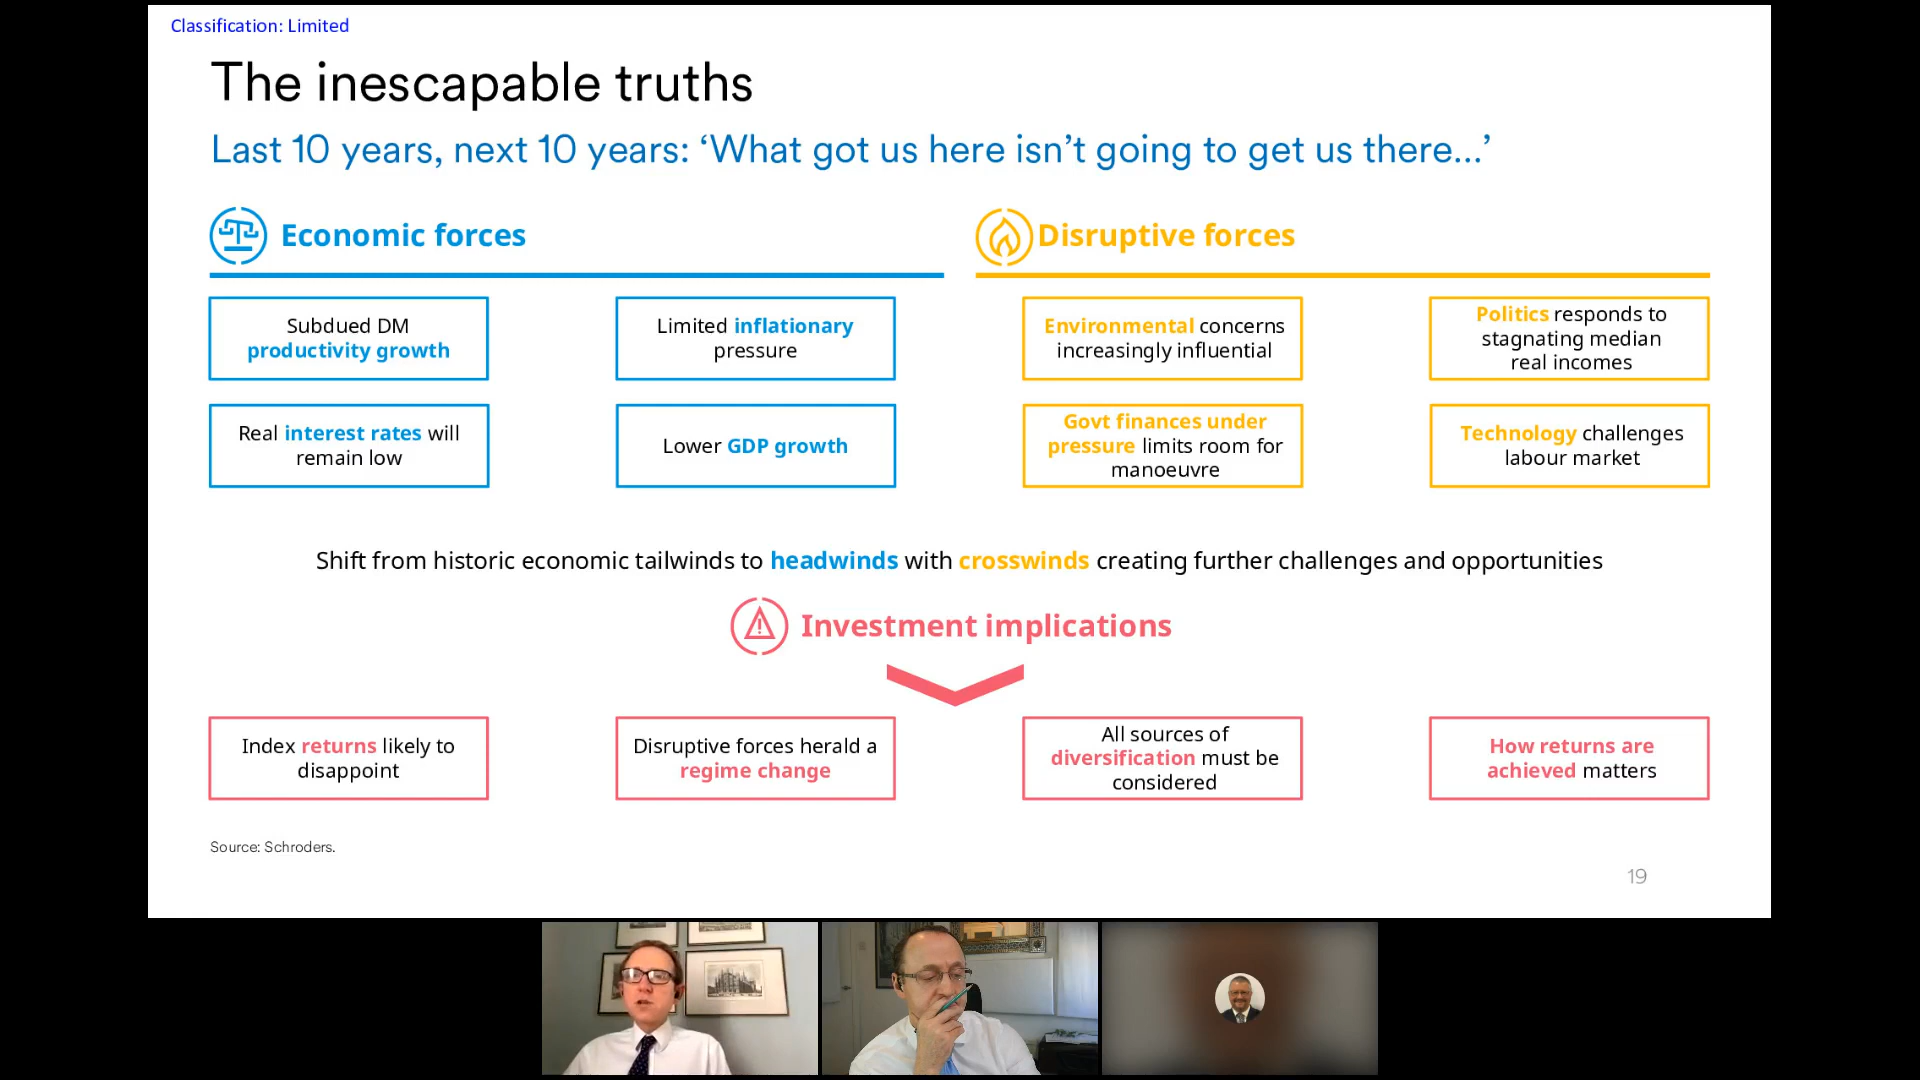 Classification: Limited
The inescapable truths
Last 10 years, next 10 years: ‘What got us here isn’t going to get us there...’
Economic forces
Disruptive forces
Subdued DM
productivity growth
Limited inflationary
pressure
Environmental concerns
increasingly influential
Politics responds to
stagnating median
real incomes
Real interest rates will
remain low
Lower GDP growth
Govt finances under
pressure limits room for
manoeuvre
Technology challenges
labour market
Shift from historic economic tailwinds to headwinds with crosswinds creating further challenges and opportunities
Investment implications
Index returns likely to
disappoint
Disruptive forces herald a
regime change
All sources of
diversification must be
considered
How returns are
achieved matters
Source: Schroders.
19